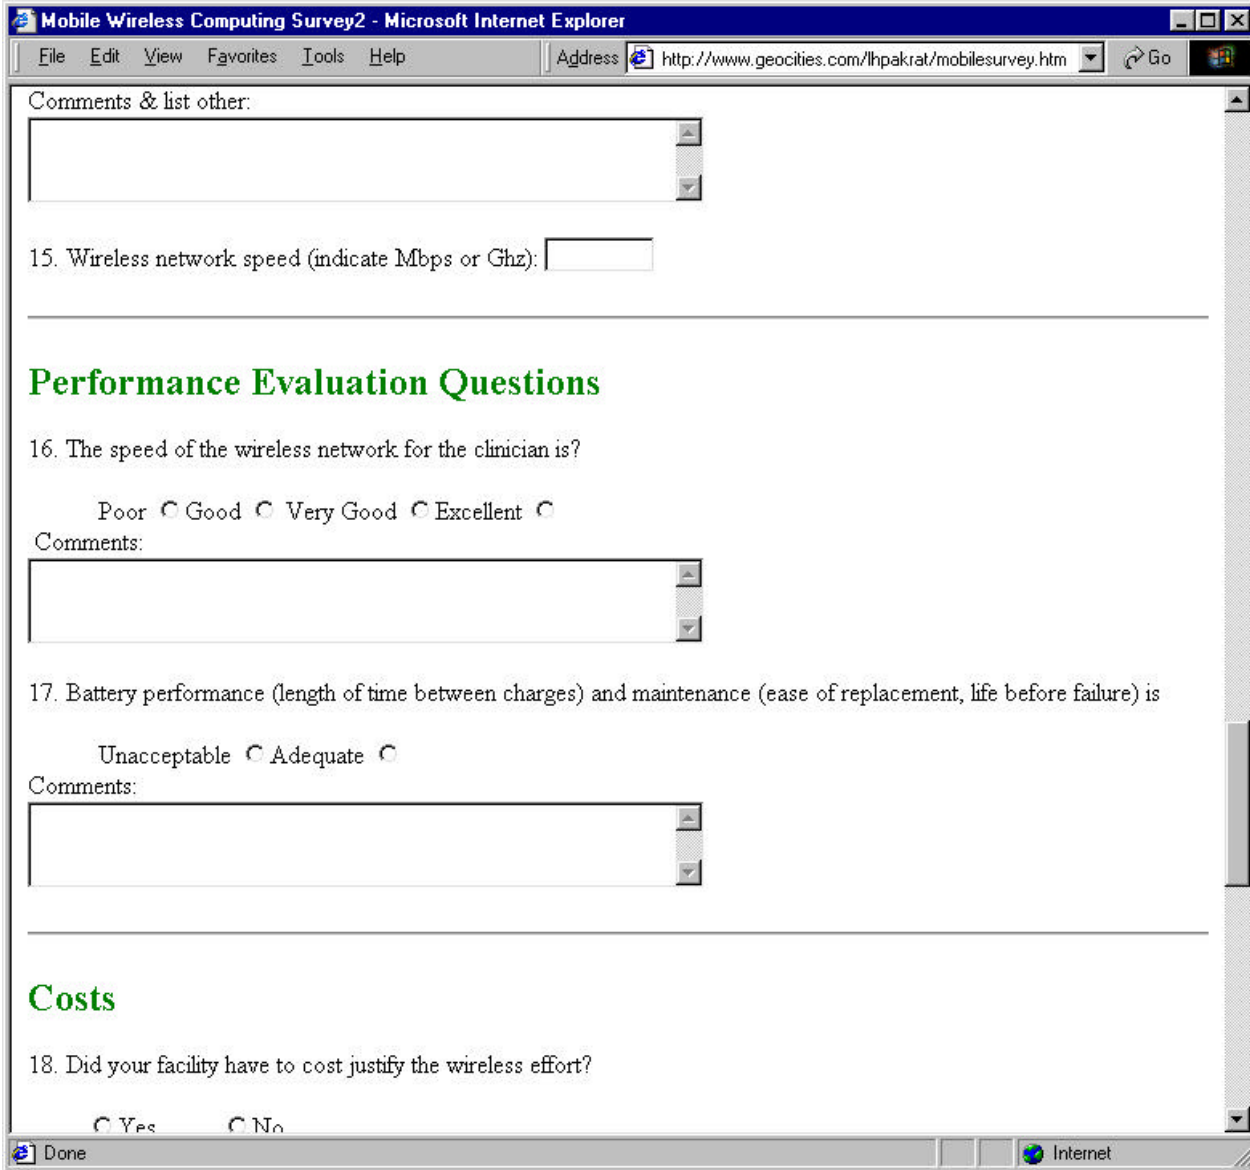 Mobile Wireless Computing Survey2 - Microsoft Internet Explorer
File Edit View Favorites Tools Help Address http://www.geocities.com/lhpakrat/mobilesurvey.htm Go
Comments & list other:
15. Wireless network speed (indicate Mbps or Ghz):
Performance Evaluation Questions
16. The speed of the wireless network for the clinician is?
Poor Good Very Good Excellent
Comments:
17. Battery performance (length of time between charges) and maintenance (ease of replacement, life before failure) is
Unacceptable Adequate
Comments:
Costs
18. Did your facility have to cost justify the wireless effort?
Yes No
Done Internet